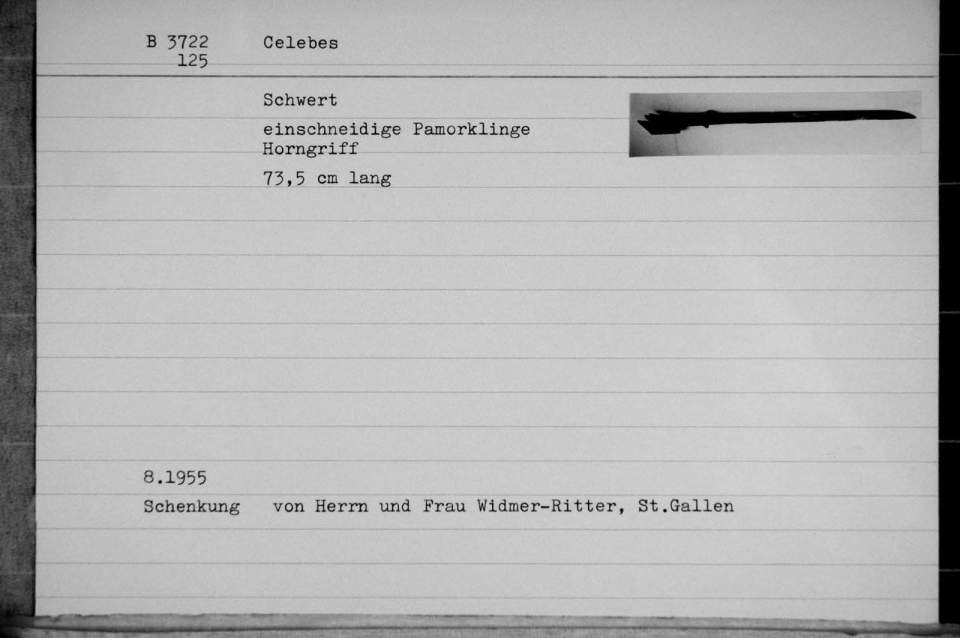 B 3722 Celebes
125
Schwert
einschneidige Pamorklinge
Horngriff
73,5 cm lang
8.1955
Schenkung von Herrn und Frau Widmer-Ritter, St.Gallen